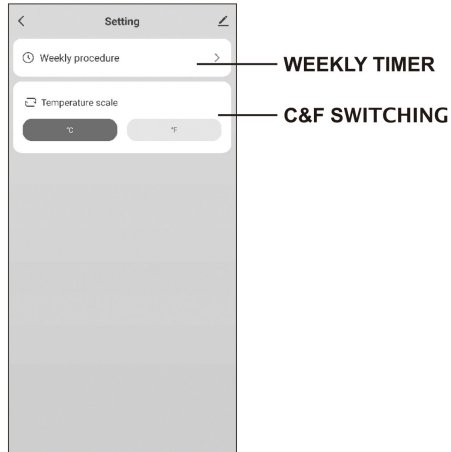 Setting
Weekly procedure
WEEKLY TIMER
Temperature scale
C&F SWITCHING
°C
°F